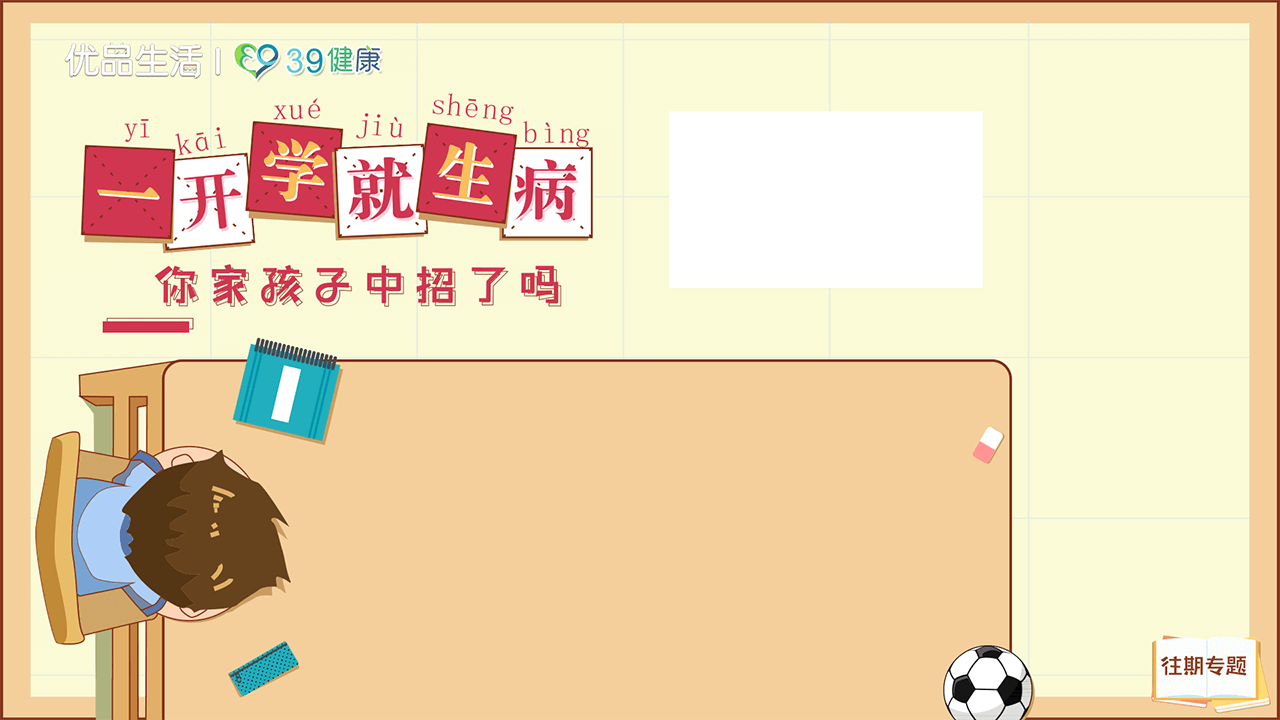 优品生活 | 39健康
yī kāi xué jiù shēng bìng
一开学就生病
你家孩子中招了吗
往期专题